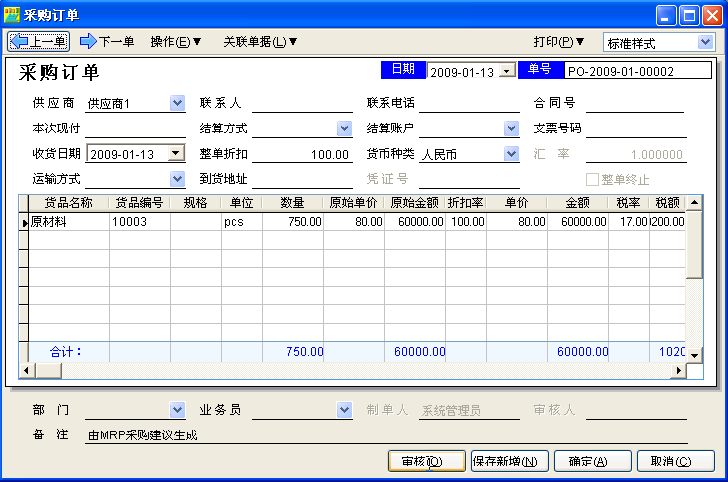 采购订单
上一单 下一单 操作(E)▼ 关联单据(L)▼ 打印(P)▼ 标准样式
采购订单 日期 2009-01-13 单号 PO-2009-01-00002
供应商 供应商1 联系人 联系电话 合同号
本次现付 结算方式 结算账户 支票号码
收货日期 2009-01-13 整单折扣 100.00 货币种类 人民币 汇率 1.000000
运输方式 到货地址 凭证号 整单终止
货品名称 货品编号 规格 单位 数量 原始单价 原始金额 折扣率 单价 金额 税率 税额
原材料 10003 pcs 750.00 80.00 60000.00 100.00 80.00 60000.00 17.00 200.00
合计： 750.00 60000.00 60000.00 1020
部门 业务员 制单人 系统管理员 审核人
备注 由MRP采购建议生成
审核(O) 保存新增(N) 确定(A) 取消(C)